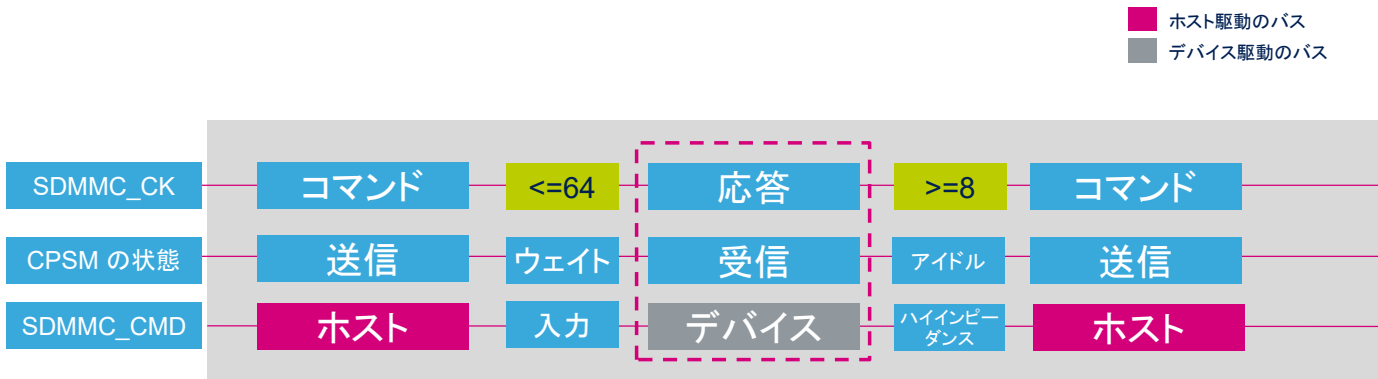 ホスト駆動のバス
デバイス駆動のバス
SDMMC_CK
コマンド
<=64
応答
>=8
コマンド
CPSM の状態
送信
ウェイト
受信
アイドル
送信
SDMMC_CMD
ホスト
入力
デバイス
ハイインピー
ダンス
ホスト